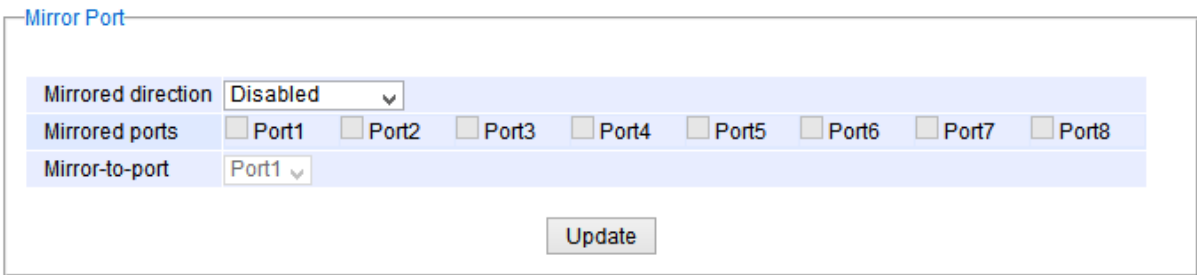 Mirror Port
Mirrored direction Disabled
Mirrored ports Port1 Port2 Port3 Port4 Port5 Port6 Port7 Port8
Mirror-to-port Port1
Update